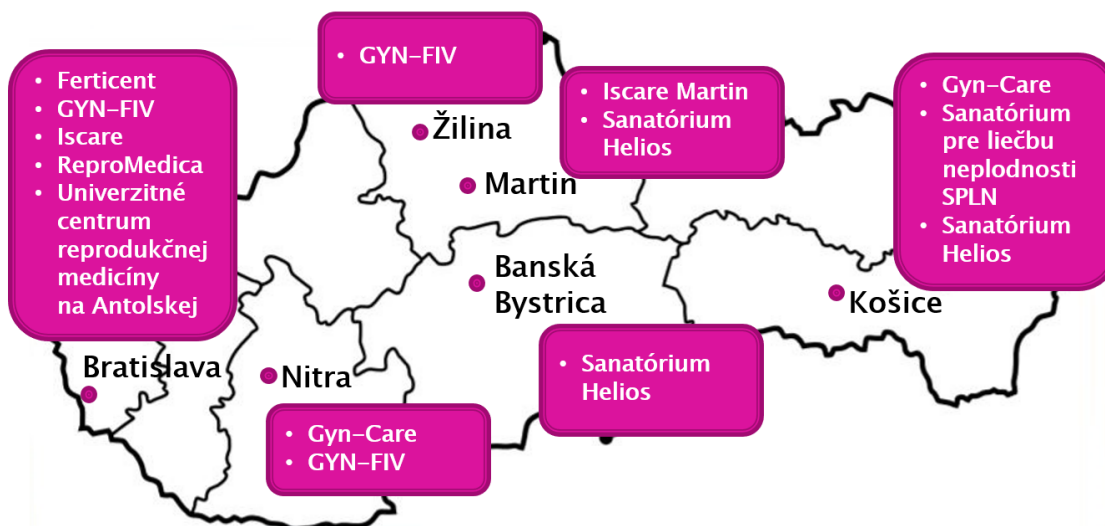 • GYN-FIV
• Ferticent
• GYN-FIV
• Iscare
• ReproMedica
• Univerzitné
centrum
reprodukčnej
medicíny
na Antolskej
• Iscare Martin
• Sanatórium
Helios
• Gyn-Care
• Sanatórium
pre liečbu
neplodnosti
SPLN
• Sanatórium
Helios
Žilina
Martin
Banská
Bystrica
Košice
Bratislava
Nitra
• Sanatórium
Helios
• Gyn-Care
• GYN-FIV